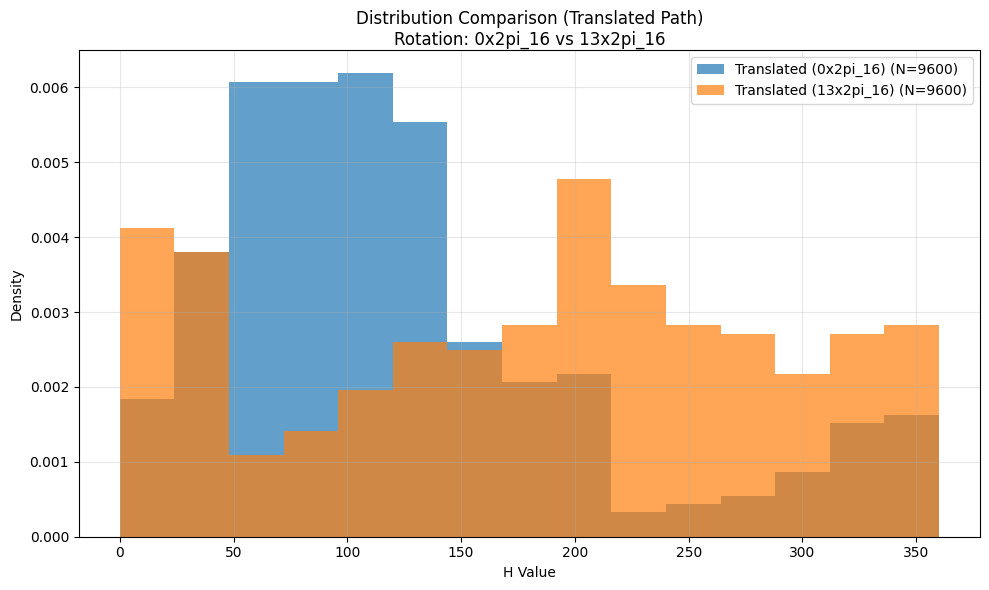 Distribution Comparison (Translated Path)
Rotation: 0x2pi_16 vs 13x2pi_16
Translated (0x2pi_16) (N=9600)
Translated (13x2pi_16) (N=9600)
Density
0.006
0.005
0.004
0.003
0.002
0.001
0.000
0 50 100 150 200 250 300 350
H Value